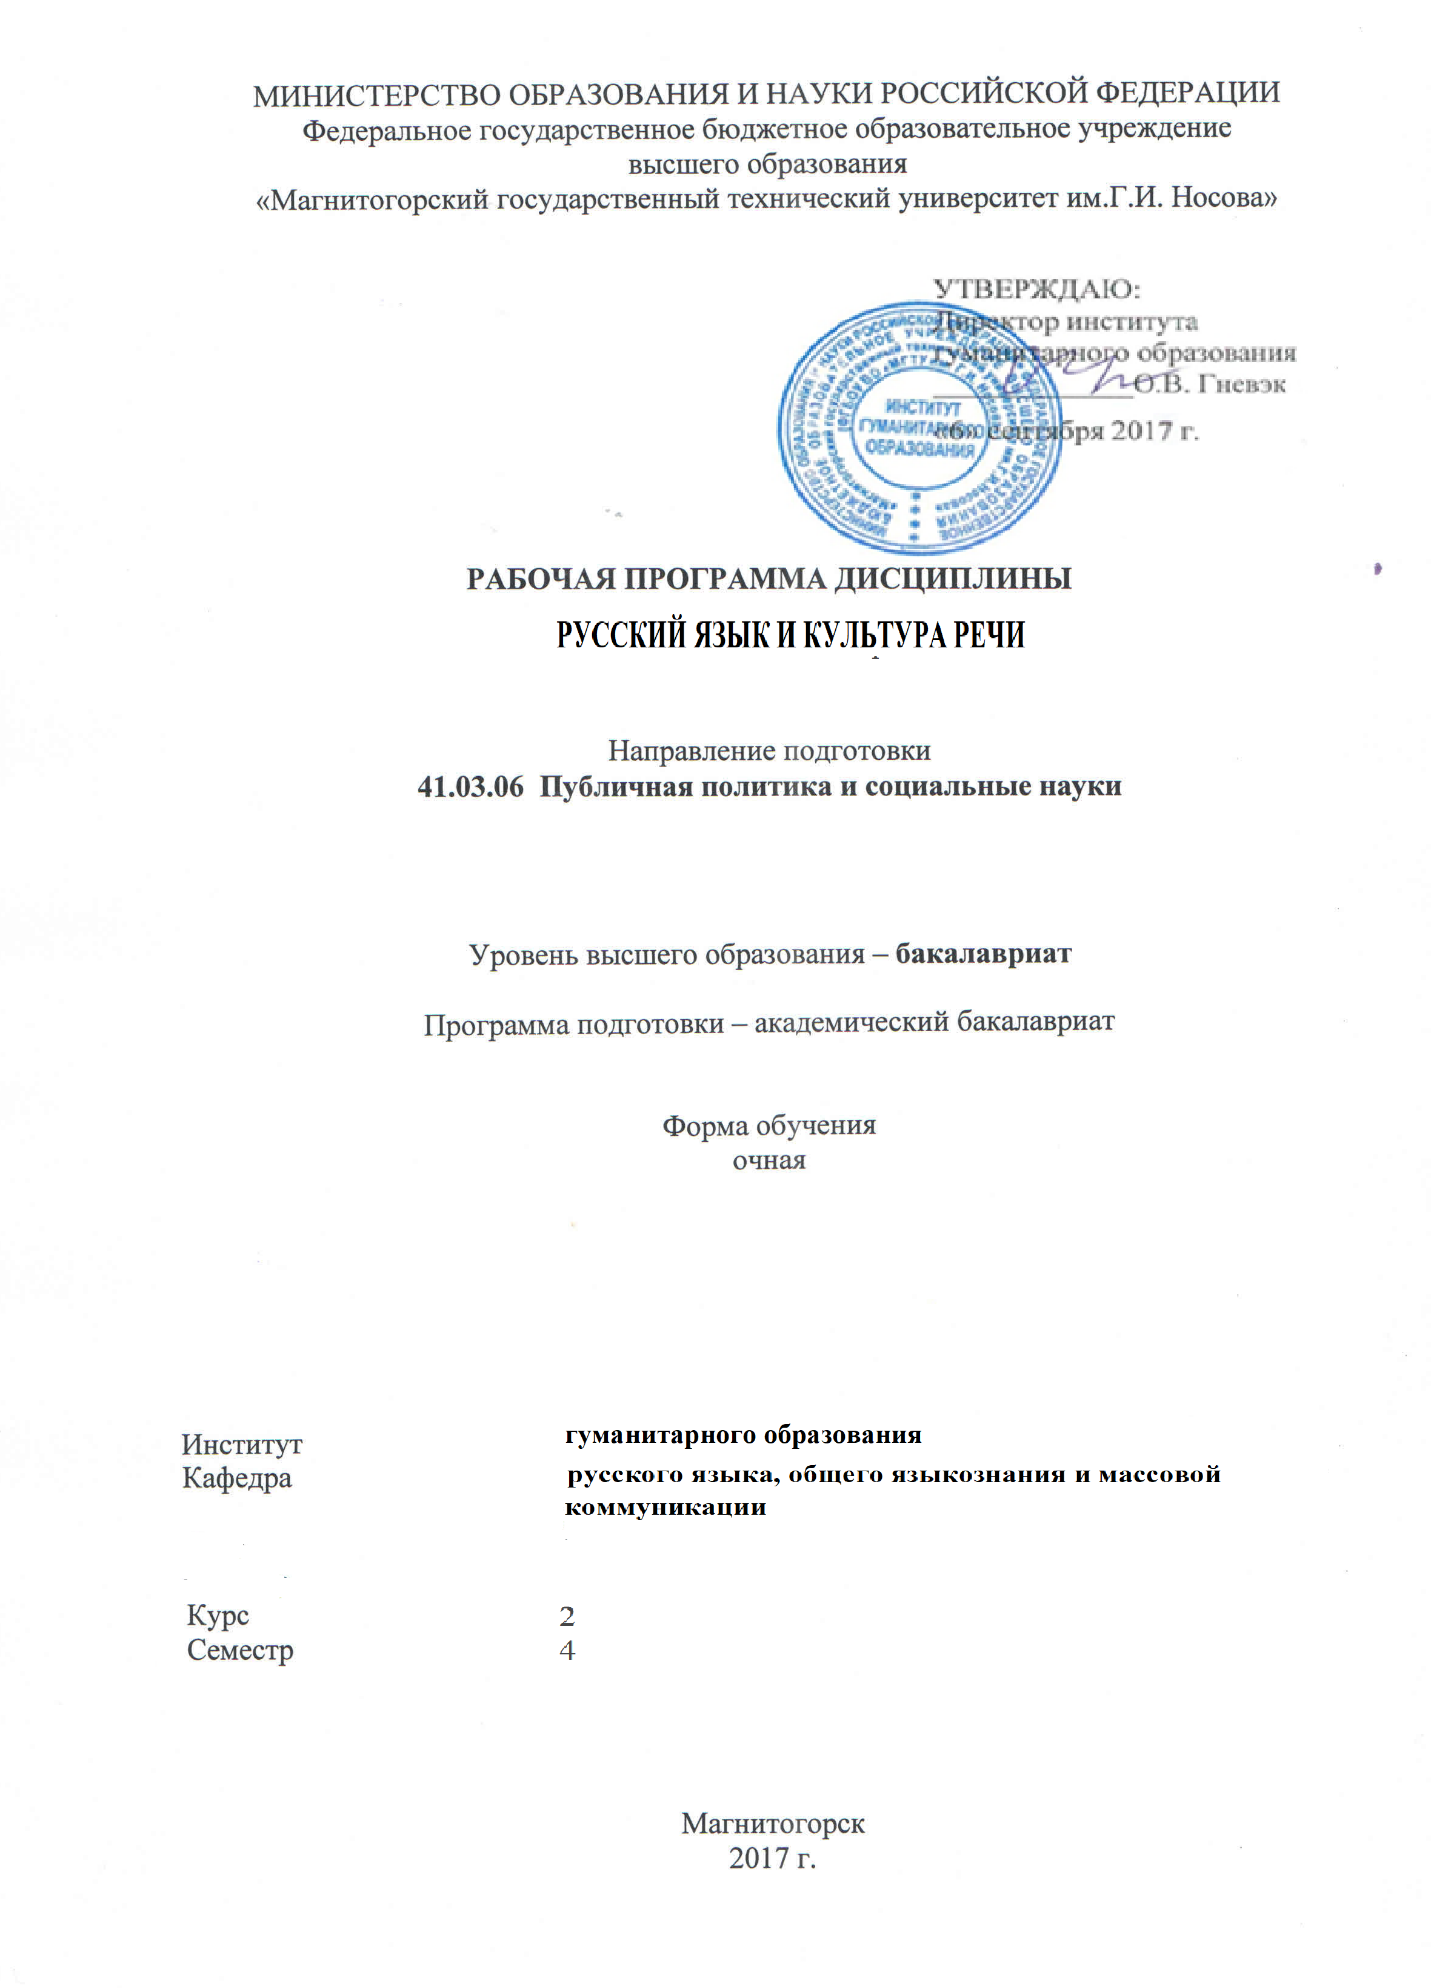 МИНИСТЕРСТВО ОБРАЗОВАНИЯ И НАУКИ РОССИЙСКОЙ ФЕДЕРАЦИИ
Федеральное государственное бюджетное образовательное учреждение
высшего образования
«Магнитогорский государственный технический университет им.Г.И. Носова»
УТВЕРЖДАЮ:
Директор института
гуманитарного образования
О.В. Гневэк
«6» сентября 2017 г.
ИНСТИТУТ
ГУМАНИТАРНОГО
ОБРАЗОВАНИЯ
РАБОЧАЯ ПРОГРАММА ДИСЦИПЛИНЫ
РУССКИЙ ЯЗЫК И КУЛЬТУРА РЕЧИ
Направление подготовки
41.03.06 Публичная политика и социальные науки
Уровень высшего образования – бакалавриат
Программа подготовки – академический бакалавриат
Форма обучения
очная
Институт гуманитарного образования
Кафедра русского языка, общего языкознания и массовой
коммуникации
Курс 2
Семестр 4
Магнитогорск
2017 г.